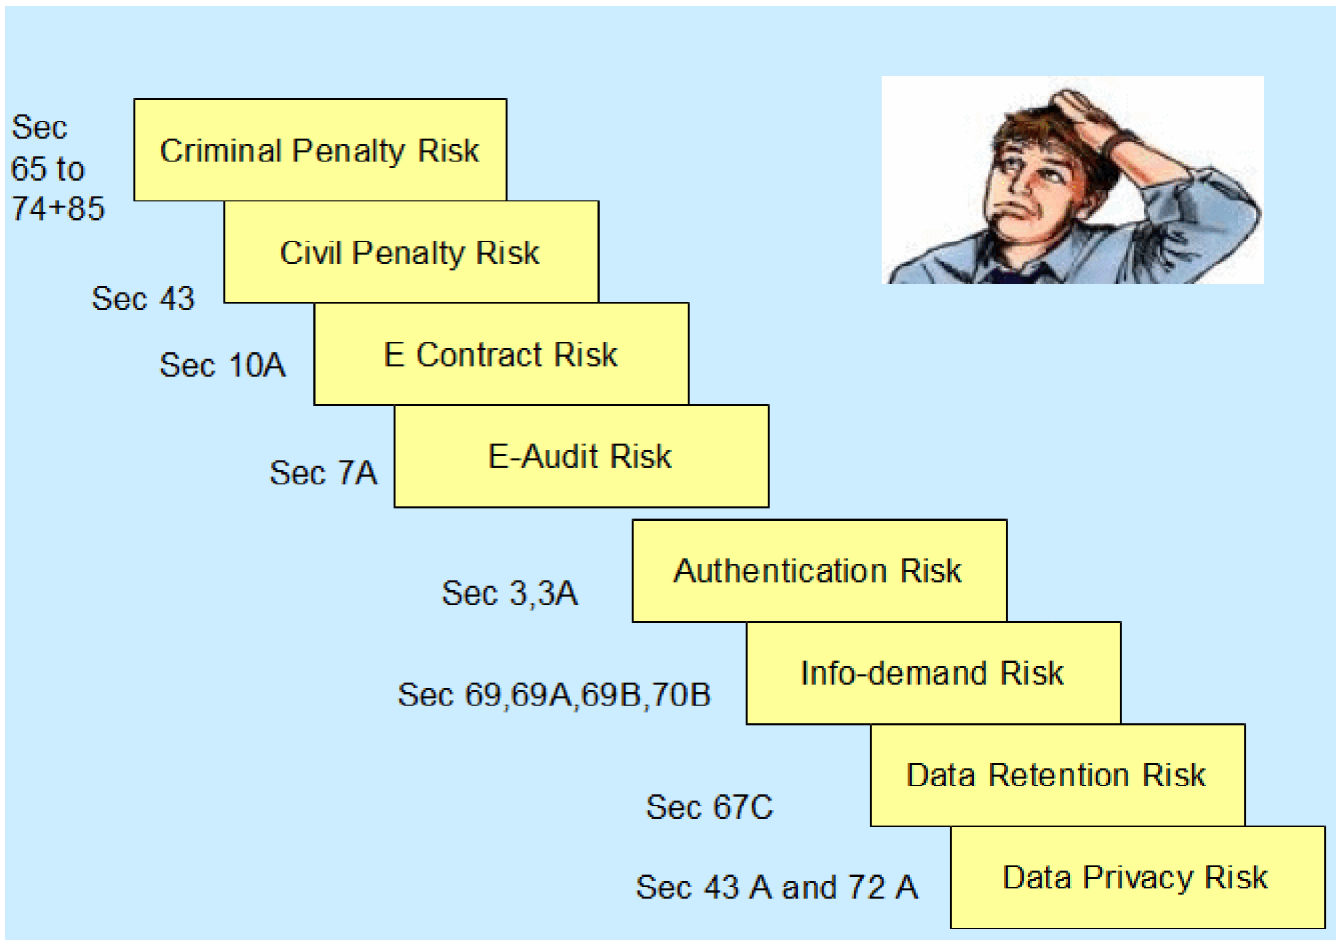 Sec
65 to
74+85
Criminal Penalty Risk
Civil Penalty Risk
Sec 43
E Contract Risk
Sec 10A
E-Audit Risk
Sec 7A
Authentication Risk
Sec 3,3A
Info-demand Risk
Sec 69,69A,69B,70B
Data Retention Risk
Sec 67C
Data Privacy Risk
Sec 43 A and 72 A